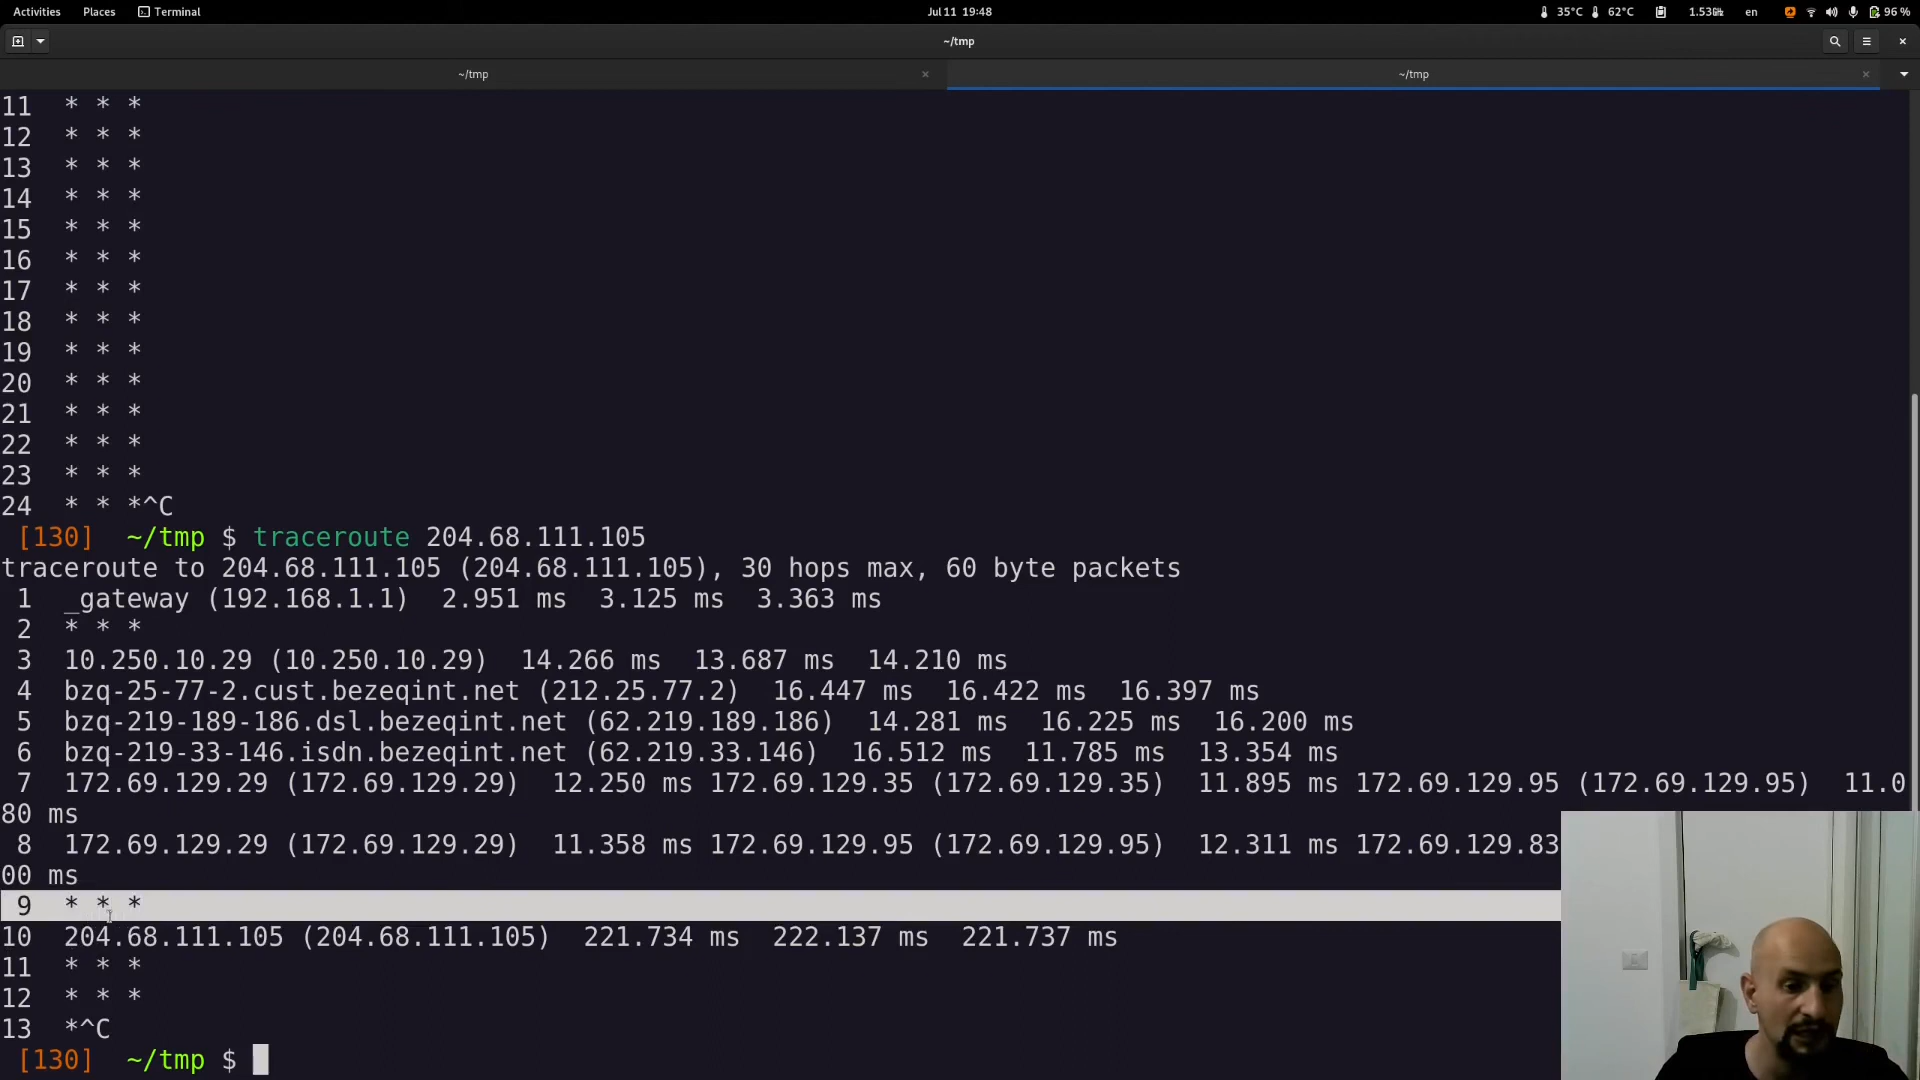 Activities Places Terminal Jul 11 19:48 35°C 62°C 1.53GHz en 96 %
~/tmp
~/tmp ~/tmp
11 * * *
12 * * *
13 * * *
14 * * *
15 * * *
16 * * *
17 * * *
18 * * *
19 * * *
20 * * *
21 * * *
22 * * *
23 * * *
24 * * *^C
[130] ~/tmp $ traceroute 204.68.111.105
traceroute to 204.68.111.105 (204.68.111.105), 30 hops max, 60 byte packets
1 _gateway (192.168.1.1) 2.951 ms 3.125 ms 3.363 ms
2 * * *
3 10.250.10.29 (10.250.10.29) 14.266 ms 13.687 ms 14.210 ms
4 bzq-25-77-2.cust.bezeqint.net (212.25.77.2) 16.447 ms 16.422 ms 16.397 ms
5 bzq-219-189-186.dsl.bezeqint.net (62.219.189.186) 14.281 ms 16.225 ms 16.200 ms
6 bzq-219-33-146.isdn.bezeqint.net (62.219.33.146) 16.512 ms 11.785 ms 13.354 ms
7 172.69.129.29 (172.69.129.29) 12.250 ms 172.69.129.35 (172.69.129.35) 11.895 ms 172.69.129.95 (172.69.129.95) 11.0
80 ms
8 172.69.129.29 (172.69.129.29) 11.358 ms 172.69.129.95 (172.69.129.95) 12.311 ms 172.69.129.83
00 ms
9 * * *
10 204.68.111.105 (204.68.111.105) 221.734 ms 222.137 ms 221.737 ms
11 * * *
12 * * *
13 *^C
[130] ~/tmp $